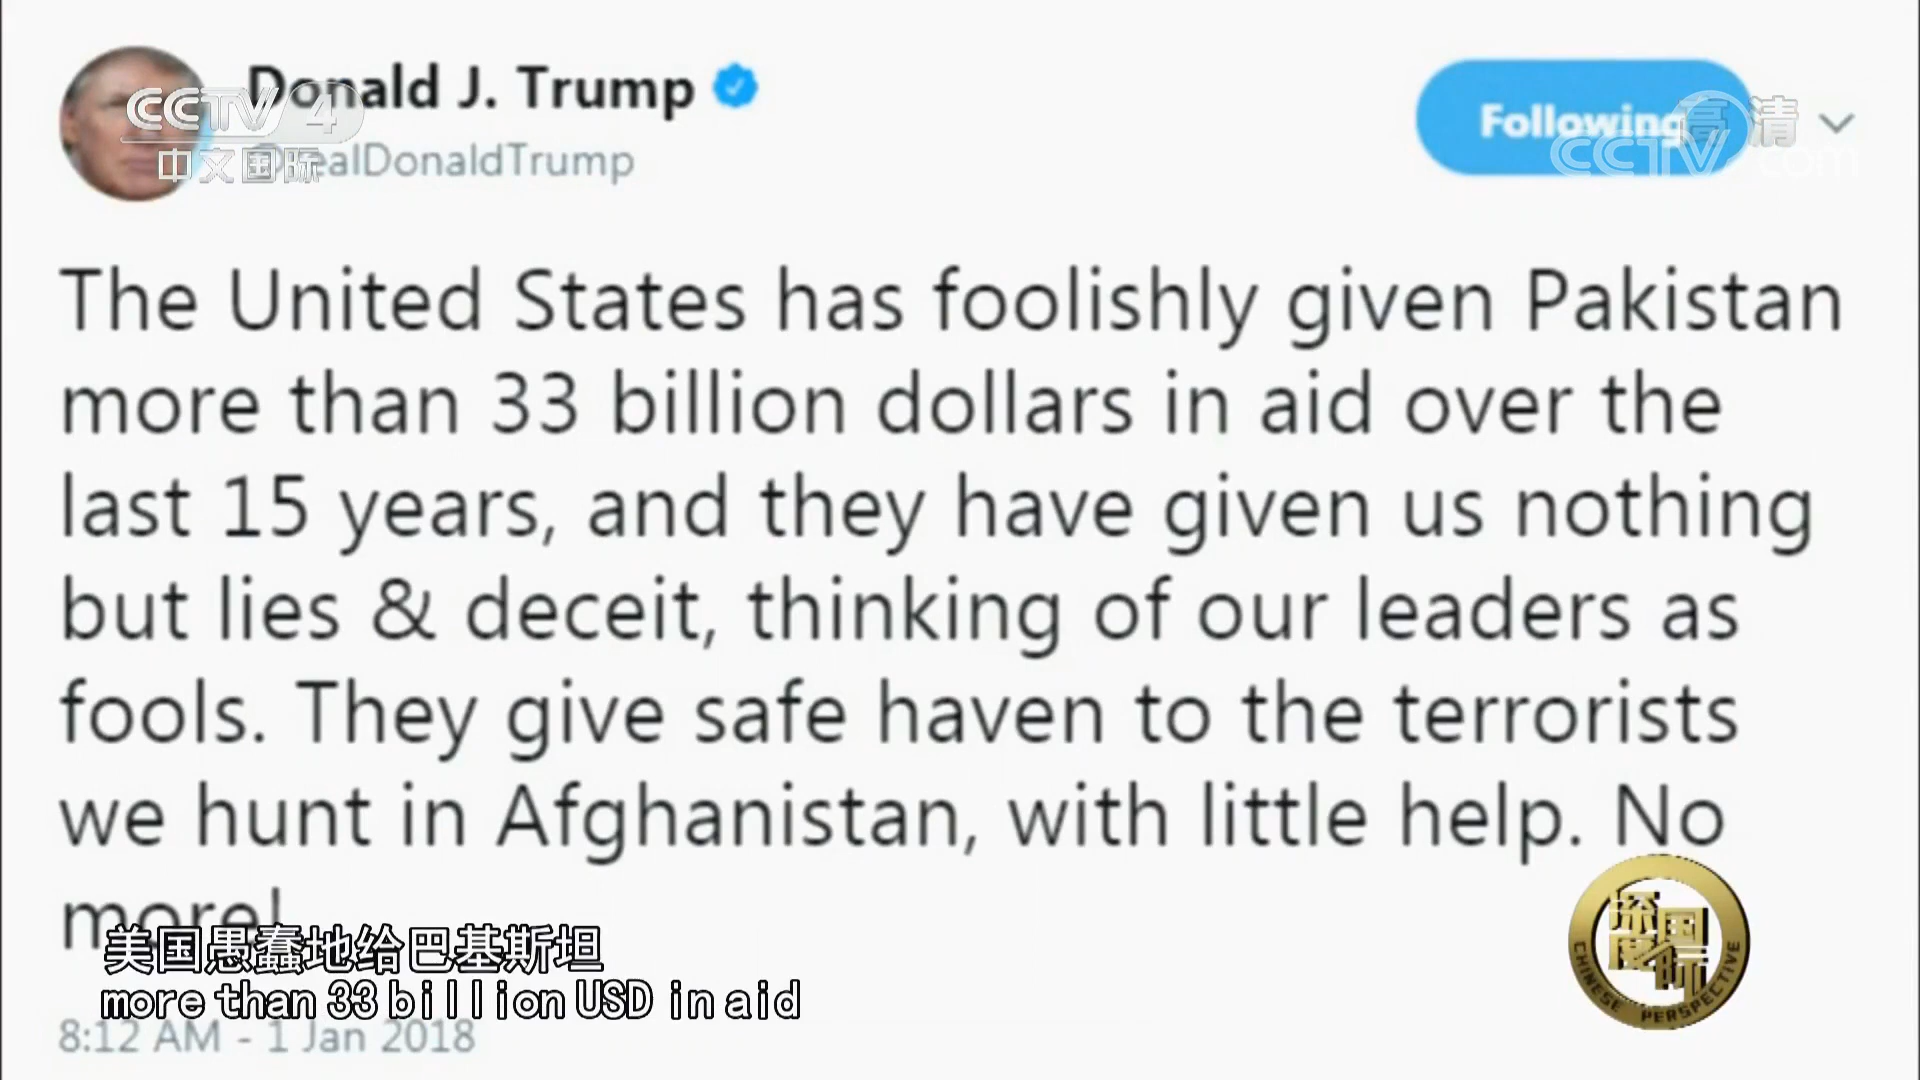 Donald J. Trump
@realDonaldTrump
CCTV 4
中文国际
Following
高清
CCTV.com
The United States has foolishly given Pakistan
more than 33 billion dollars in aid over the
last 15 years, and they have given us nothing
but lies & deceit, thinking of our leaders as
fools. They give safe haven to the terrorists
we hunt in Afghanistan, with little help. No
more!
美国愚蠢地给巴基斯坦
more than 33 billion USD in aid
8:12 AM - 1 Jan 2018
深度国际
CHINESE PERSPECTIVE